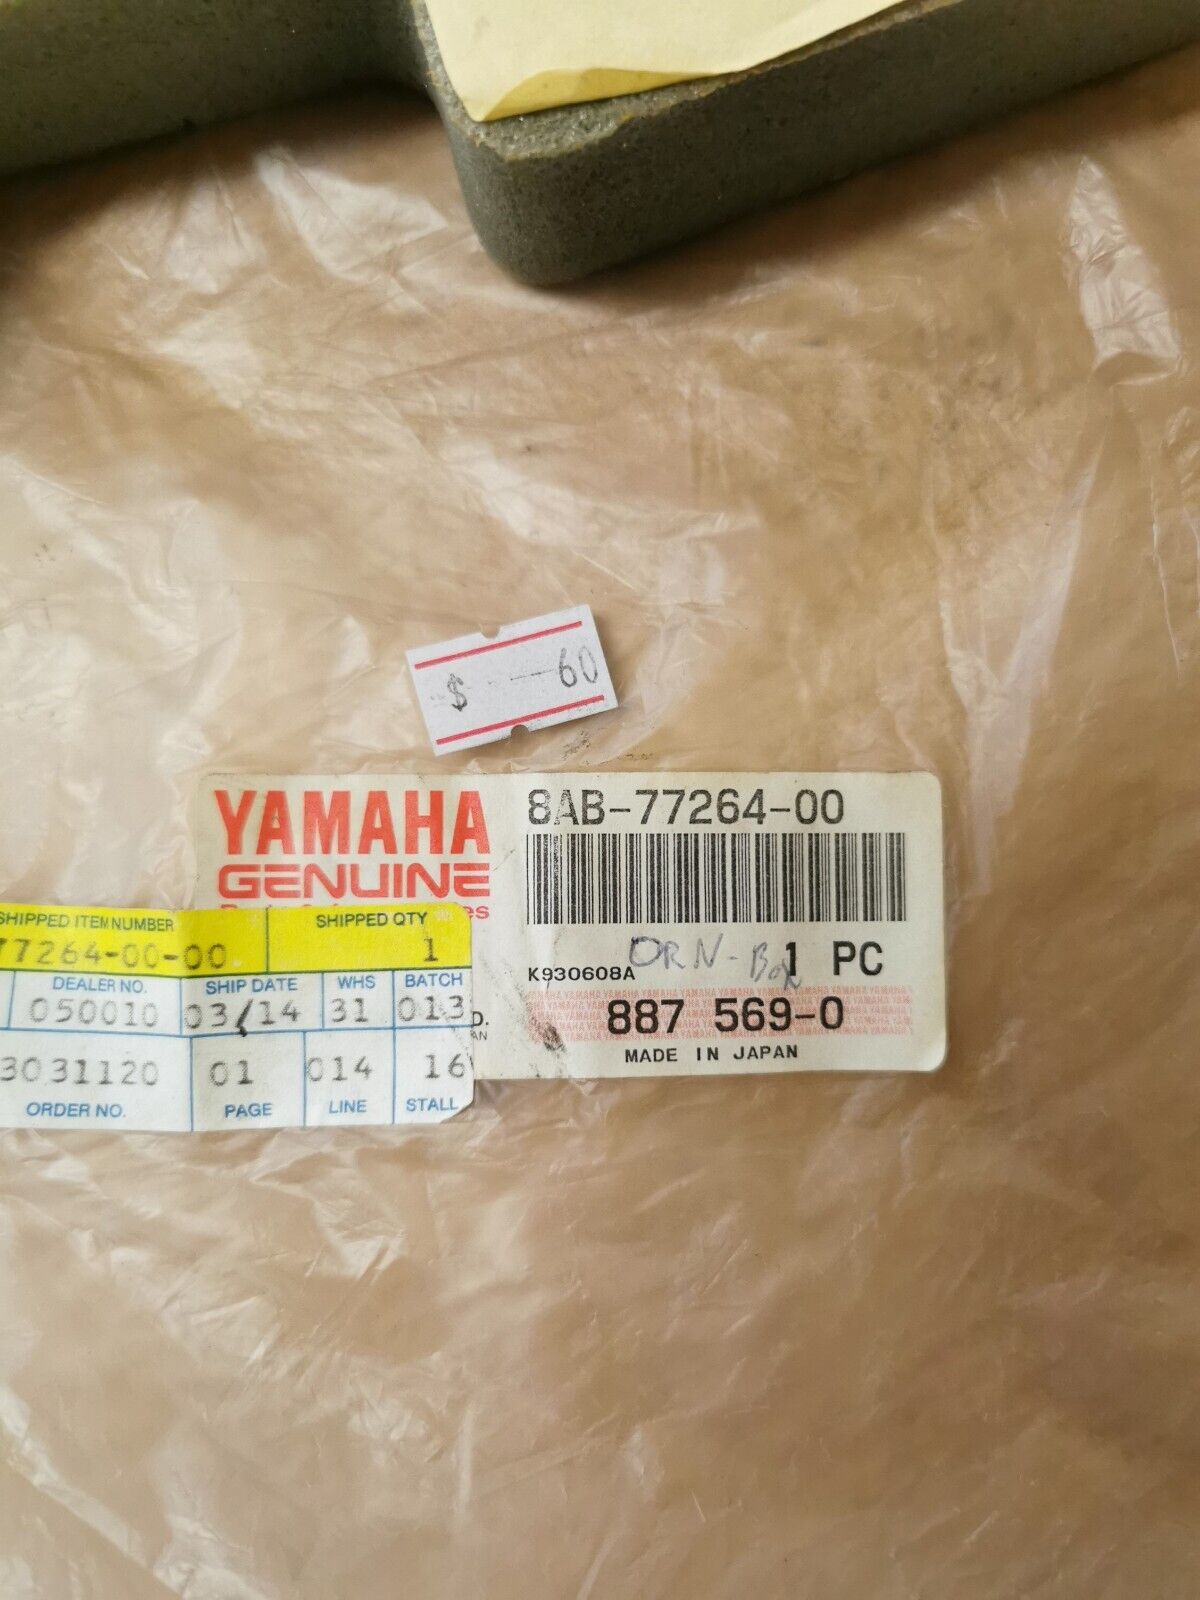 $ --60
YAMAHA
GENUINE
8AB-77264-00
ORN-Box
K930608A
1 PC
887 569-0
MADE IN JAPAN
SHIPPED ITEM NUMBER
SHIPPED QTY
77264-00-00
1
DEALER NO.
SHIP DATE
WHS
BATCH
050010
03/14
31
013
3031120
01
014
16
ORDER NO.
PAGE
LINE
STALL